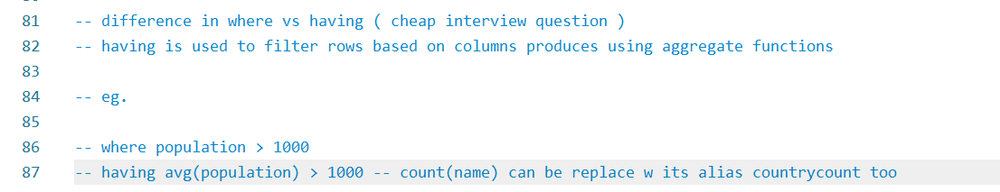 81 -- difference in where vs having ( cheap interview question )
82 -- having is used to filter rows based on columns produces using aggregate functions
83
84 -- eg.
85
86 -- where population > 1000
87 -- having avg(population) > 1000 -- count(name) can be replace w its alias countrycount too